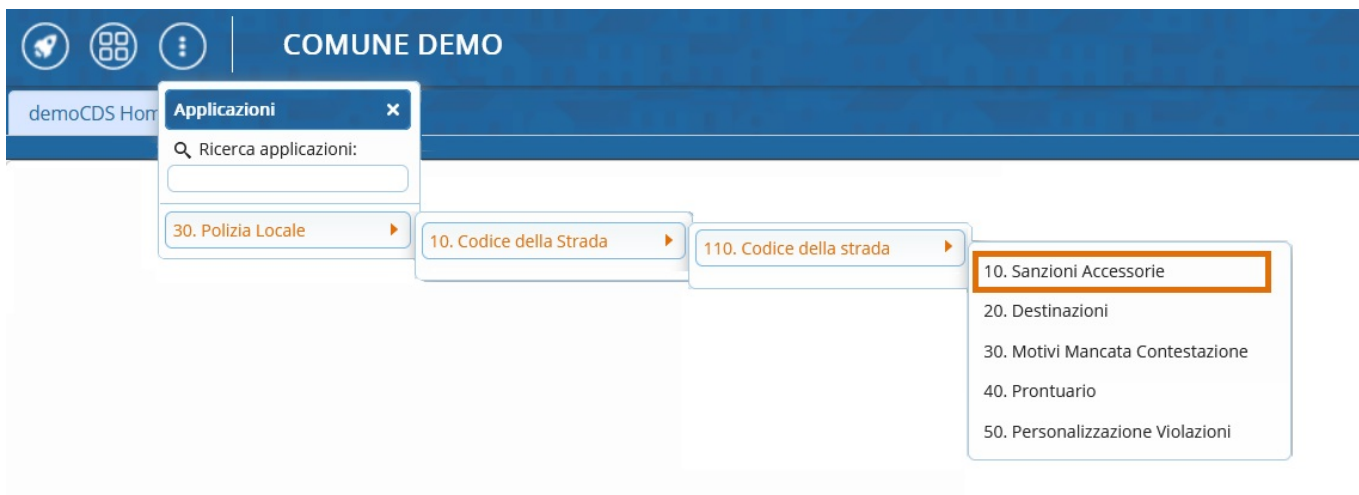 COMUNE DEMO
demoCDS Hom
Applicazioni
Ricerca applicazioni:
30. Polizia Locale
10. Codice della Strada
110. Codice della strada
10. Sanzioni Accessorie
20. Destinazioni
30. Motivi Mancata Contestazione
40. Prontuario
50. Personalizzazione Violazioni